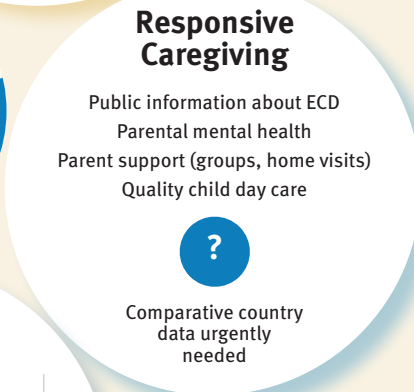 Responsive
Caregiving
Public information about ECD
Parental mental health
Parent support (groups, home visits)
Quality child day care
?
Comparative country
data urgently
needed